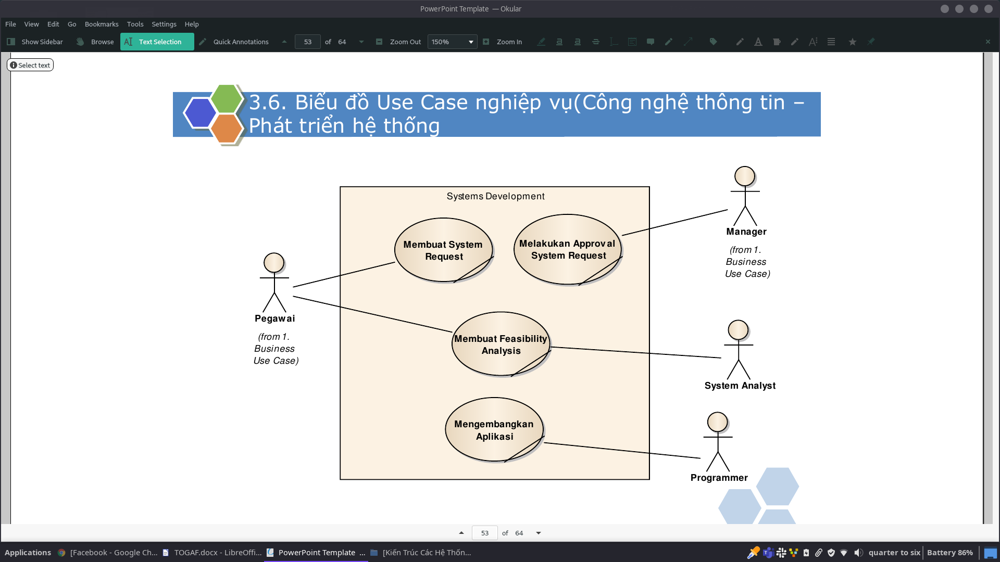 PowerPoint Template — Okular
File View Edit Go Bookmarks Tools Settings Help
Show Sidebar Browse Text Selection Quick Annotations 53 of 64 Zoom Out 150% Zoom In
Select text
3.6. Biểu đồ Use Case nghiệp vụ(Công nghệ thông tin –
Phát triển hệ thống
Systems Development
Membuat System
Request
Melakukan Approval
System Request
Manager
(from 1.
Business
Use Case)
Pegawai
(from 1.
Business
Use Case)
Membuat Feasibility
Analysis
System Analyst
Mengembangkan
Aplikasi
Programmer
53 of 64
Applications [Facebook - Google Ch... TOGAF.docx - LibreOffi... PowerPoint Template ... [Kiến Trúc Các Hệ Thốn... quarter to six Battery 86%